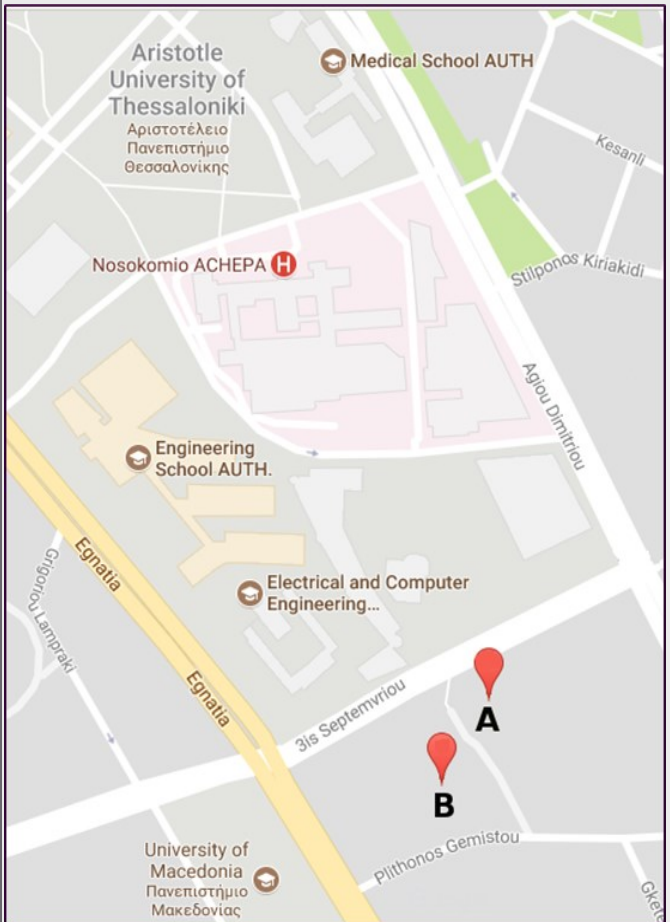 Aristotle
University of
Thessaloniki
Αριστοτέλειο
Πανεπιστήμιο
Θεσσαλονίκης
Medical School AUTH
Kesanli
Nosokomio ACHEPA H
Stilponos Kiriakidi
Agiou Dimitriou
Engineering
School AUTH.
Egnatia
Grigoriou Lampraki
Electrical and Computer
Engineering...
Egnatia
3is Septemvriou
A
B
Plithonos Gemistou
University of
Macedonia
Πανεπιστήμιο
Μακεδονίας